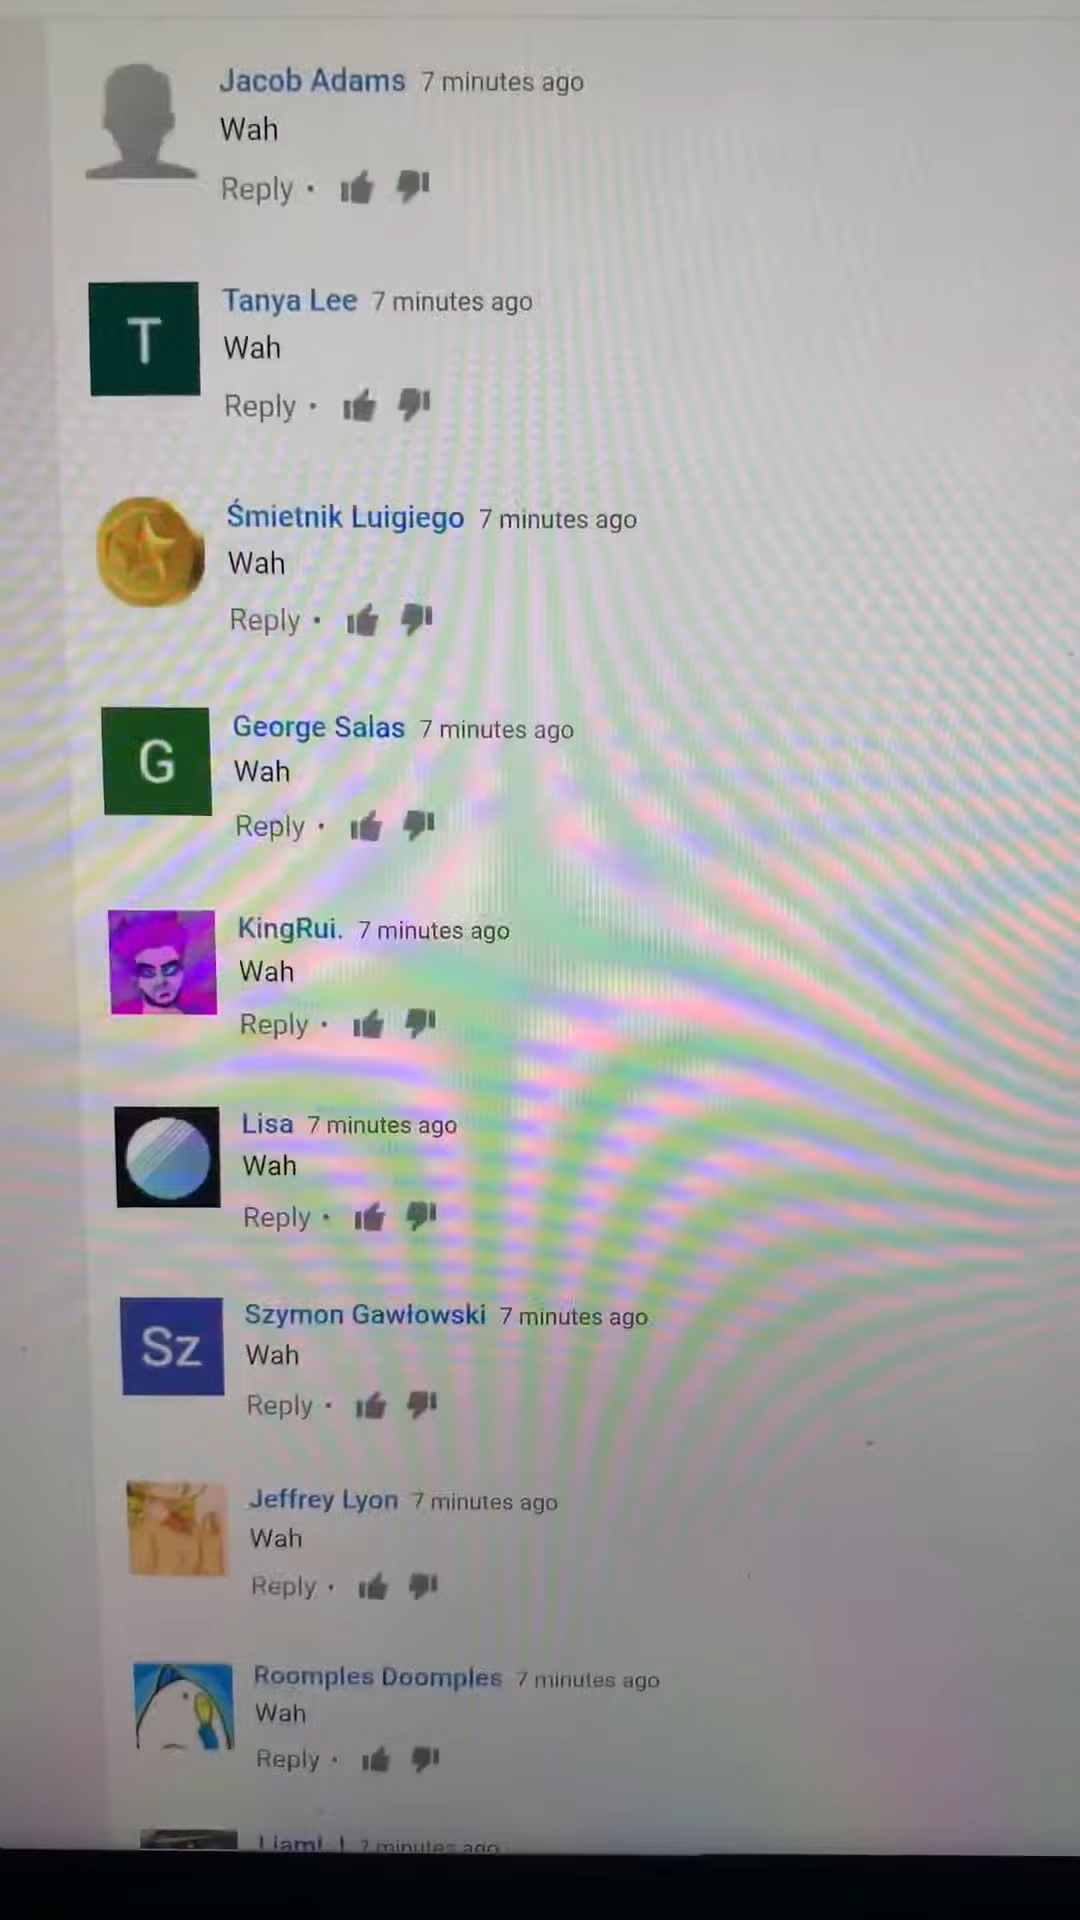 Jacob Adams 7 minutes ago
Wah
Reply •
T
Tanya Lee 7 minutes ago
Wah
Reply •
Śmietnik Luigiego 7 minutes ago
Wah
Reply •
G
George Salas 7 minutes ago
Wah
Reply •
KingRui. 7 minutes ago
Wah
Reply •
Lisa 7 minutes ago
Wah
Reply •
Sz
Szymon Gawłowski 7 minutes ago
Wah
Reply •
Jeffrey Lyon 7 minutes ago
Wah
Reply •
Roomples Doomples 7 minutes ago
Wah
Reply •
7 minutes ago